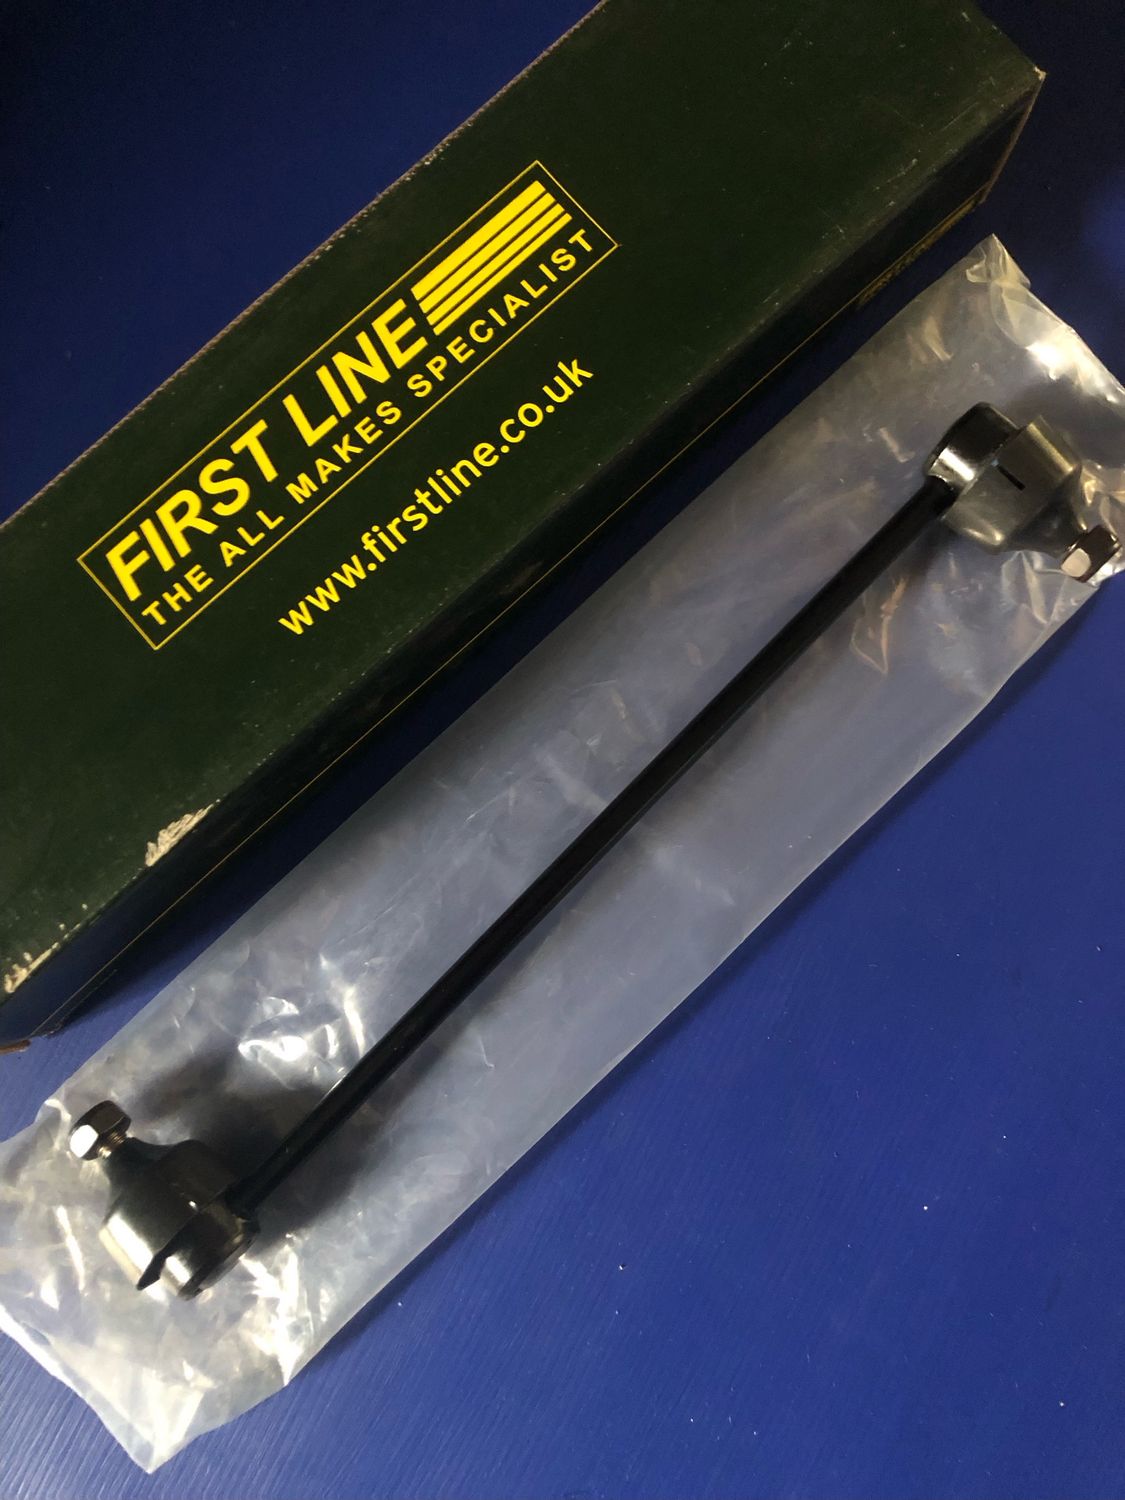 FIRST LINE
THE ALL MAKES SPECIALIST
www.firstline.co.uk